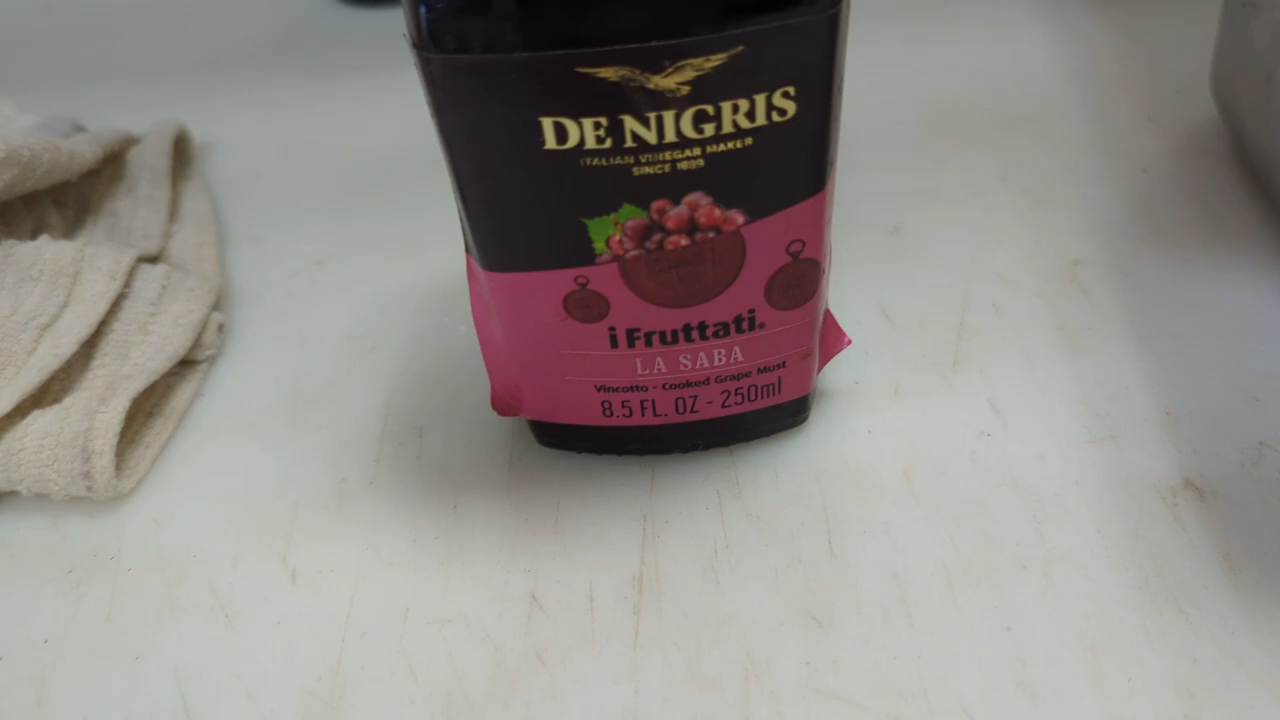 DE NIGRIS
ITALIAN VINEGAR MAKER
SINCE 1889
i Fruttati®
LA SABA
Vincotto - Cooked Grape Must
8.5 FL. OZ - 250ml